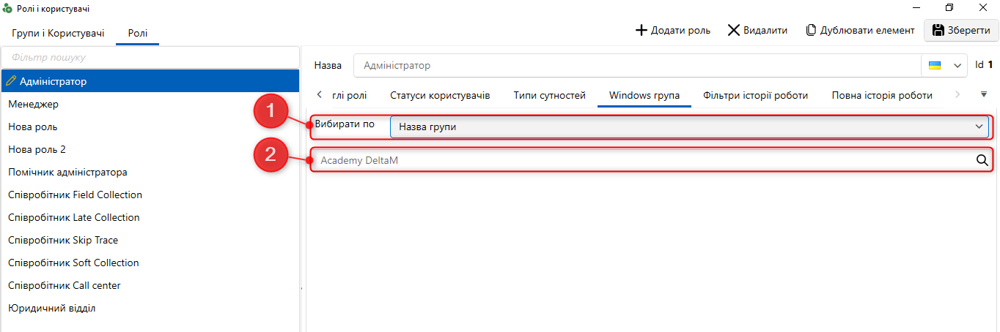 Ролі і користувачі
Групи і Користувачі Ролі
Додати роль Видалити Дублювати елемент Зберегти
Фільтр пошуку
Адміністратор
Менеджер
Нова роль
Нова роль 2
Помічник адміністратора
Співробітник Field Collection
Співробітник Late Collection
Співробітник Skip Trace
Співробітник Soft Collection
Співробітник Call center
Юридичний відділ
Назва Адміністратор Id 1
глі ролі Статуси користувачів Типи сутностей Windows група Фільтри історії роботи Повна історія роботи
1
Вибирати по Назва групи
2
Academy DeltaM